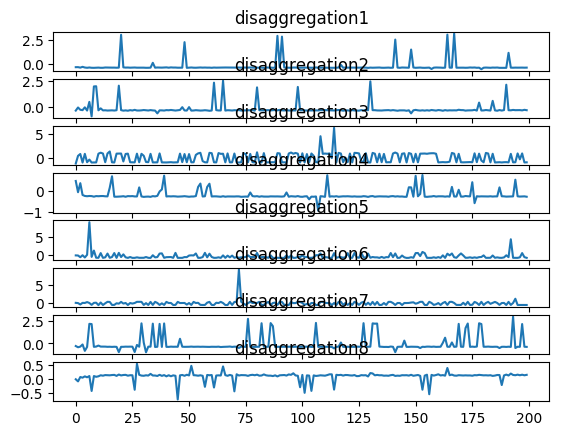 disaggregation1
2.5
0.0
disaggregation2
2.5
0.0
disaggregation3
5
0
disaggregation4
0
−1
disaggregation5
5
0
disaggregation6
5
0
disaggregation7
2.5
0.0
disaggregation8
0.5
0.0
−0.5
0 25 50 75 100 125 150 175 200